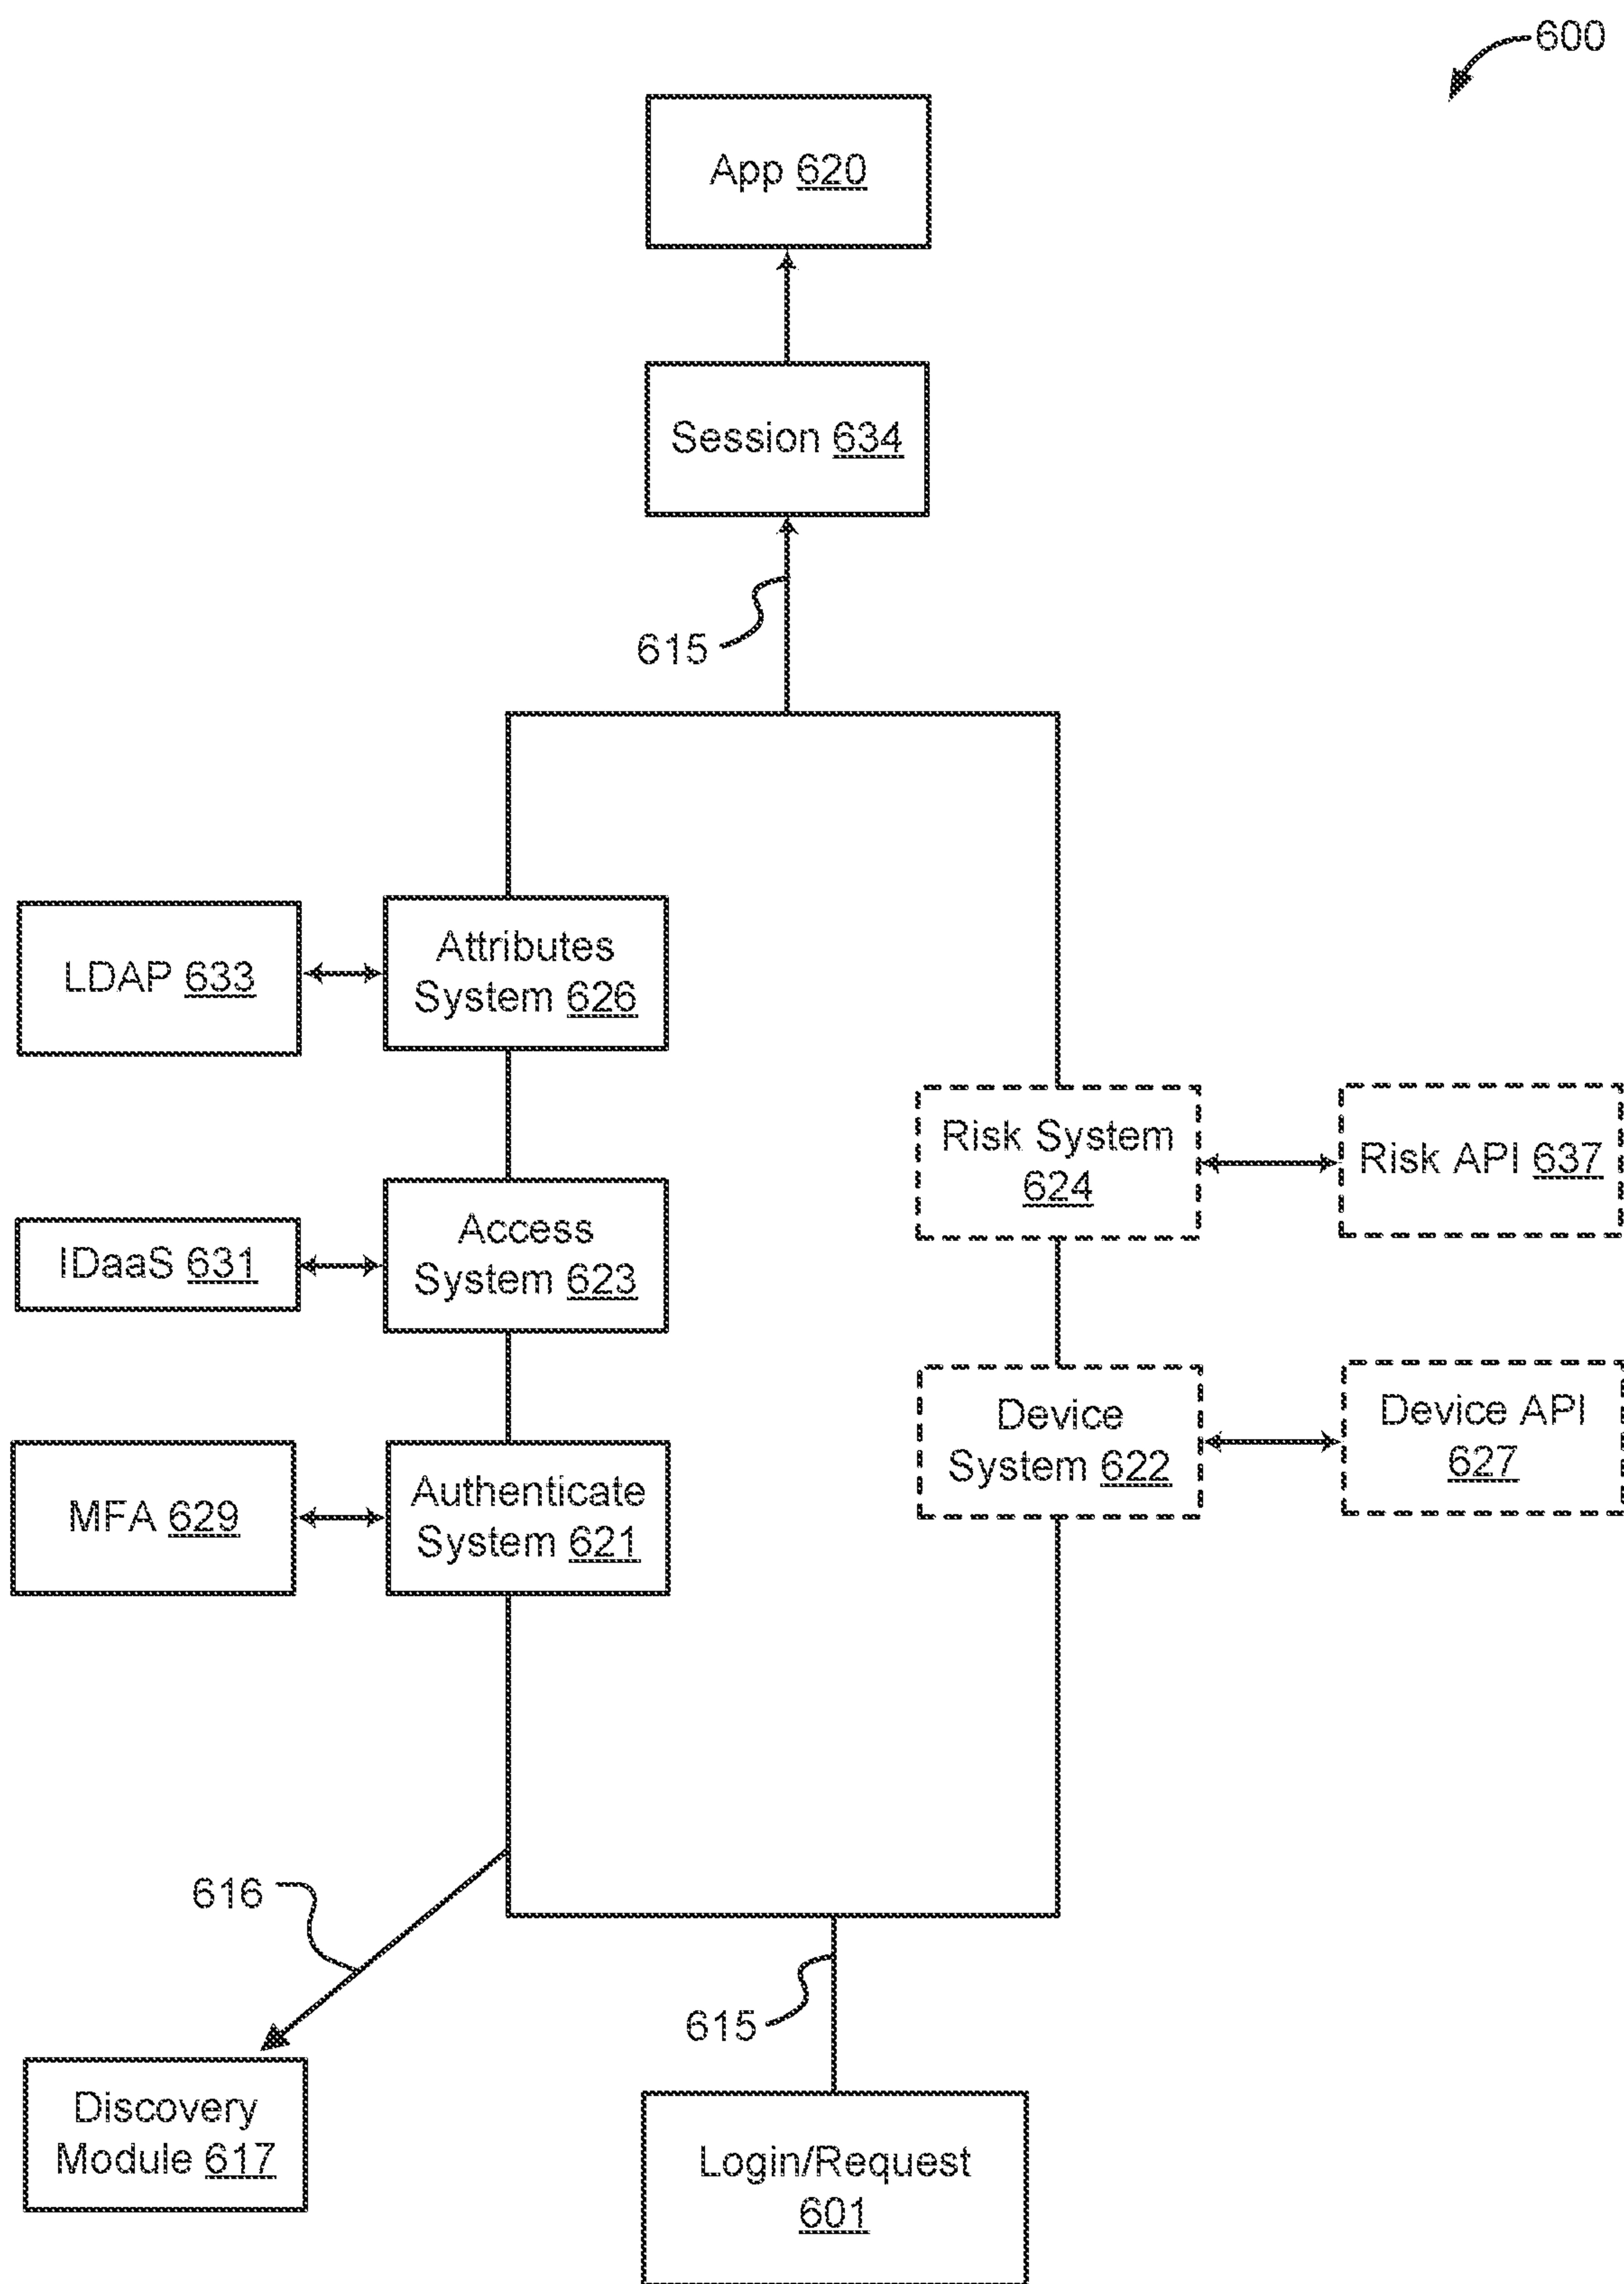 600
App 620
Session 634
615
LDAP 633
Attributes
System 626
Risk System
624
Risk API 637
IDaaS 631
Access
System 623
Device
System 622
Device API
627
MFA 629
Authenticate
System 621
616
615
Discovery
Module 617
Login/Request
601